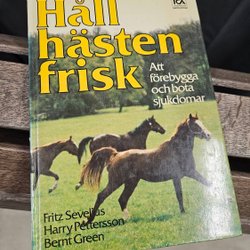 Håll
hästen
frisk
Att
förebygga
och bota
sjukdomar
Fritz Sevelius
Harry Pettersson
Bernt Green